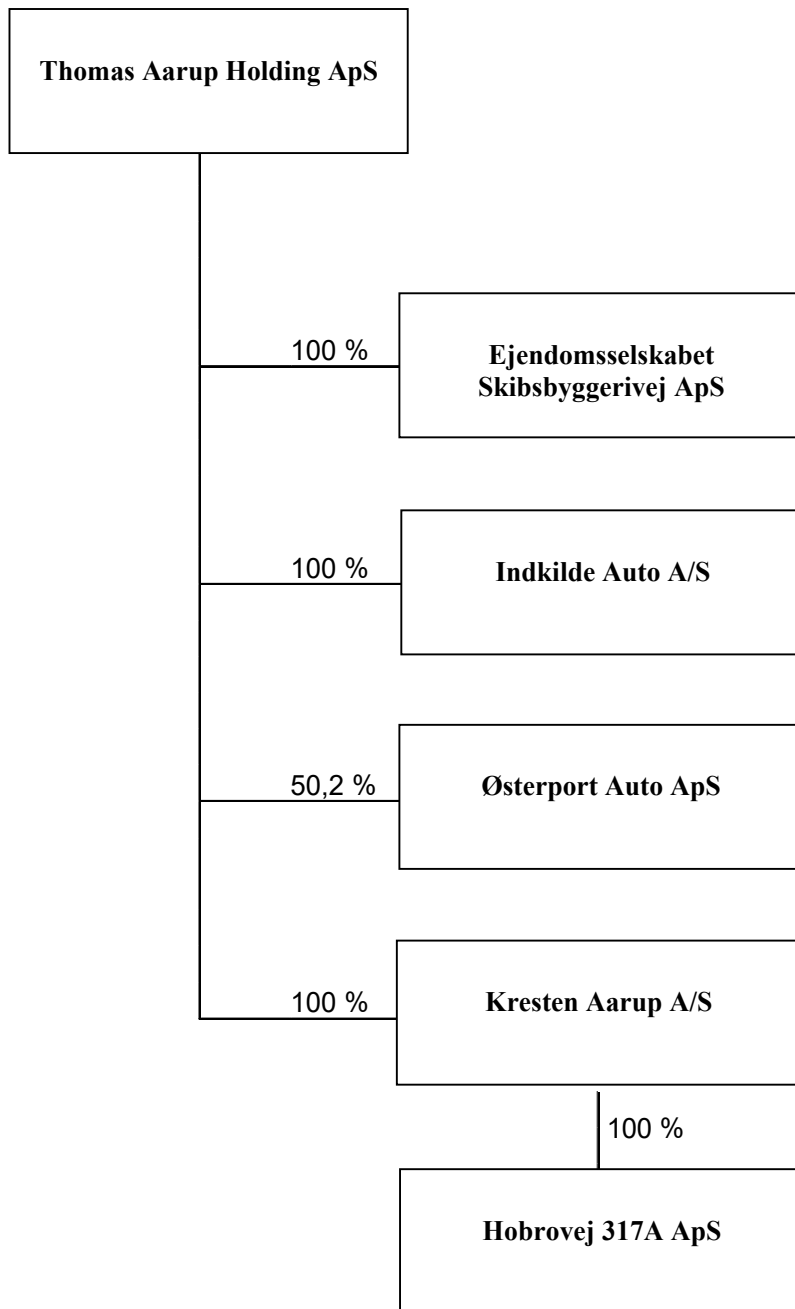 Thomas Aarup Holding ApS
100 %
Ejendomsselskabet
Skibsbyggerivej ApS
100 %
Indkilde Auto A/S
50,2 %
Østerport Auto ApS
100 %
Kresten Aarup A/S
100 %
Hobrovej 317A ApS